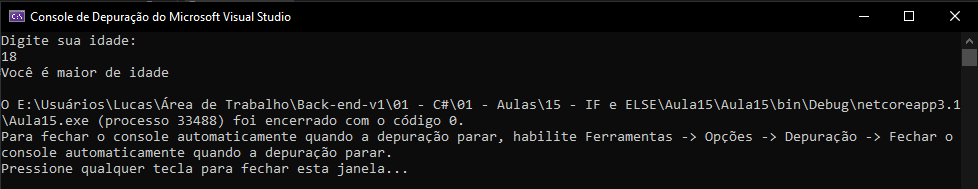 Console de Depuração do Microsoft Visual Studio
Digite sua idade:
18
Você é maior de idade
O E:\Usuários\Lucas\Área de Trabalho\Back-end-v1\01 - C#\01 - Aulas\15 - IF e ELSE\Aula15\Aula15\bin\Debug\netcoreapp3.1
\Aula15.exe (processo 33488) foi encerrado com o código 0.
Para fechar o console automaticamente quando a depuração parar, habilite Ferramentas -> Opções -> Depuração -> Fechar o
console automaticamente quando a depuração parar.
Pressione qualquer tecla para fechar esta janela...